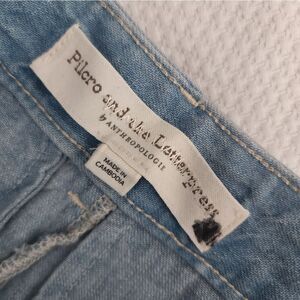 Pilcro and the Letterpress
by ANTHROPOLOGIE
MADE IN
CAMBODIA